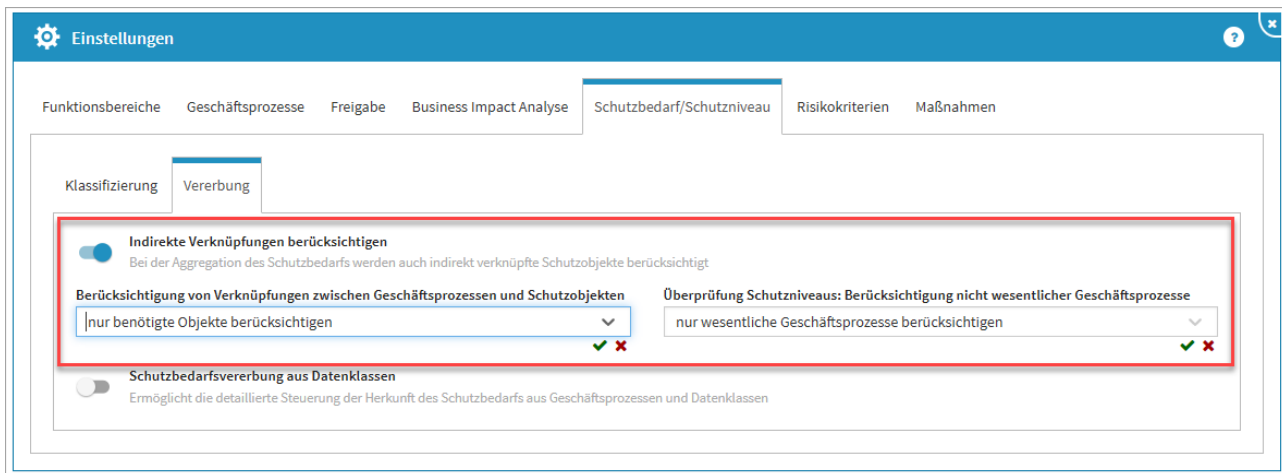 Einstellungen
Funktionsbereiche Geschäftsprozesse Freigabe Business Impact Analyse Schutzbedarf/Schutzniveau Risikokriterien Maßnahmen
Klassifizierung Vererbung
Indirekte Verknüpfungen berücksichtigen
Bei der Aggregation des Schutzbedarfs werden auch indirekt verknüpfte Schutzobjekte berücksichtigt
Berücksichtigung von Verknüpfungen zwischen Geschäftsprozessen und Schutzobjekten
nur benötigte Objekte berücksichtigen
Überprüfung Schutzniveaus: Berücksichtigung nicht wesentlicher Geschäftsprozesse
nur wesentliche Geschäftsprozesse berücksichtigen
Schutzbedarfsvererbung aus Datenklassen
Ermöglicht die detaillierte Steuerung der Herkunft des Schutzbedarfs aus Geschäftsprozessen und Datenklassen